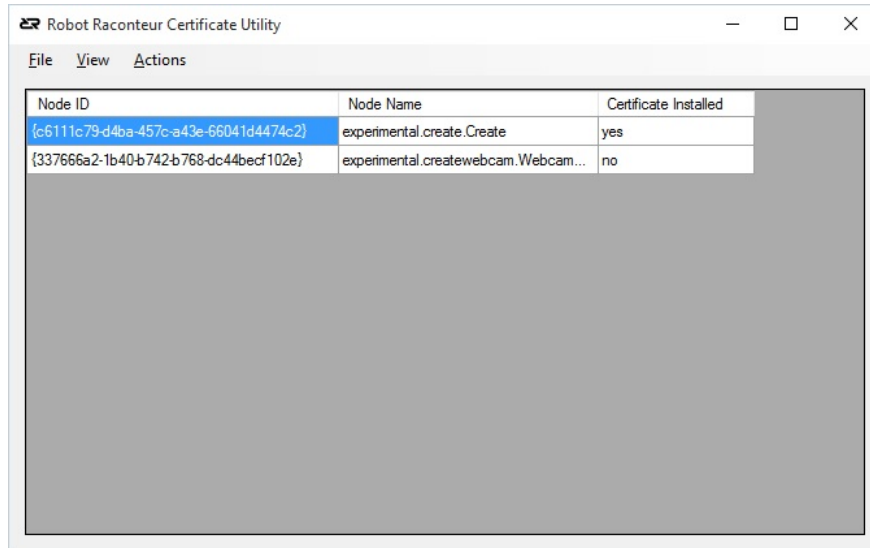 Robot Raconteur Certificate Utility
File View Actions
Node ID Node Name Certificate Installed
{c6111c79-d4ba-457c-a43e-66041d4474c2} experimental.create.Create yes
{337666a2-1b40-b742-b768-dc44becf102e} experimental.createwebcam.Webcam... no